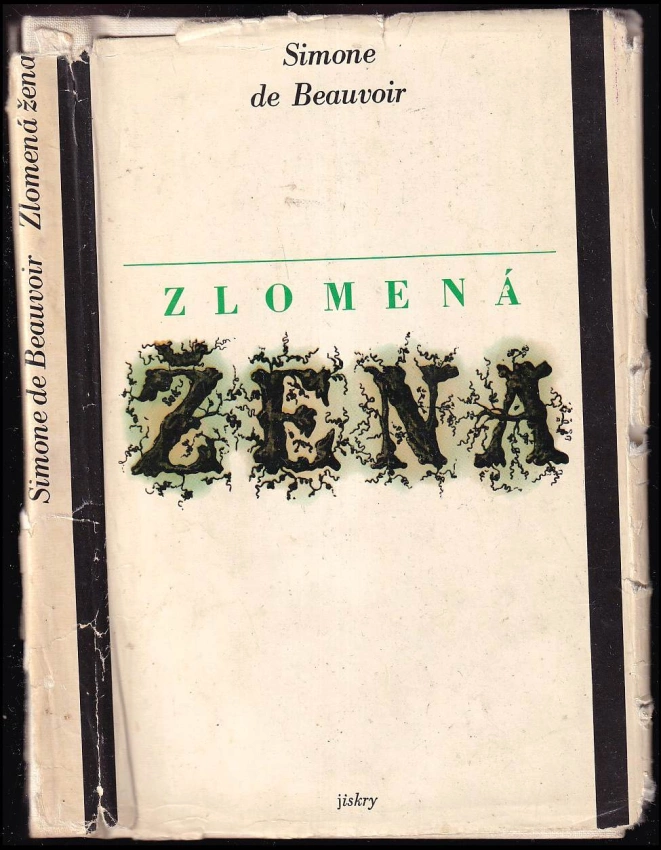 Simone
de Beauvoir
ZLOMENÁ
ŽENA
jiskry
Simone de Beauvoir Zlomená žena